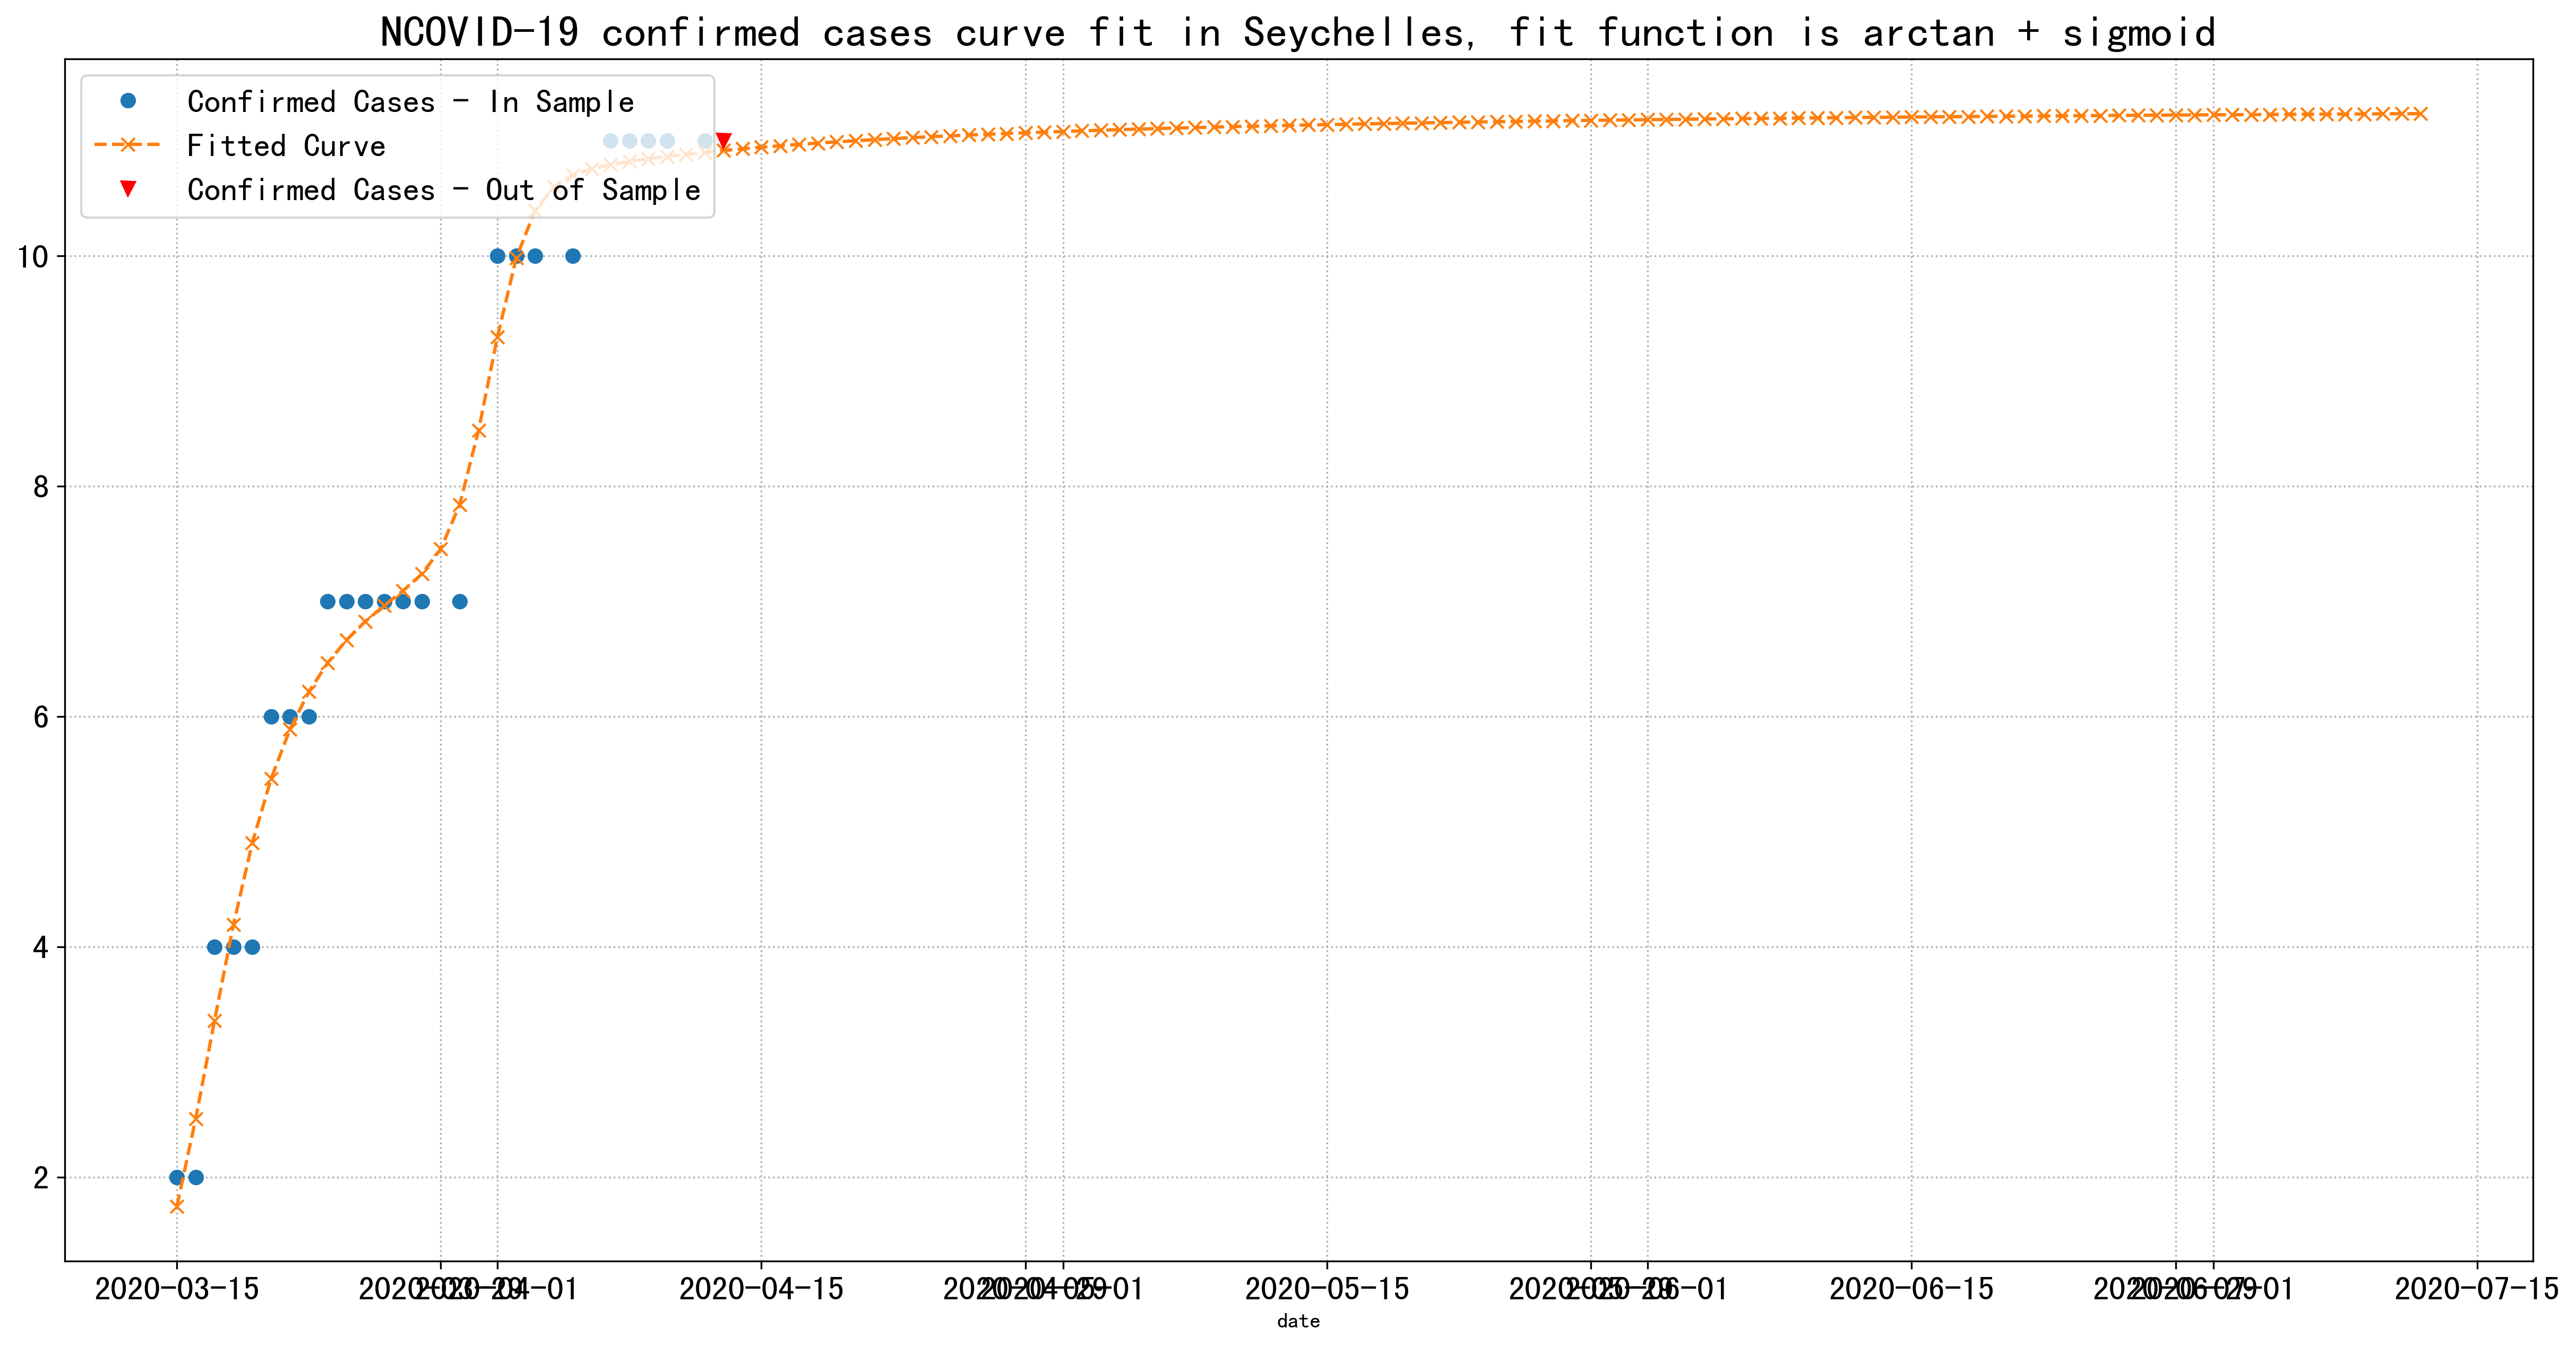 NCOVID-19 confirmed cases curve fit in Seychelles, fit function is arctan + sigmoid
Confirmed Cases - In Sample
Fitted Curve
Confirmed Cases - Out of Sample
10
8
6
4
2
2020-03-15 2020-03-29 2020-04-01 2020-04-15 2020-04-29 2020-05-01 2020-05-15 2020-05-29 2020-06-01 2020-06-15 2020-06-29 2020-07-01 2020-07-15
date